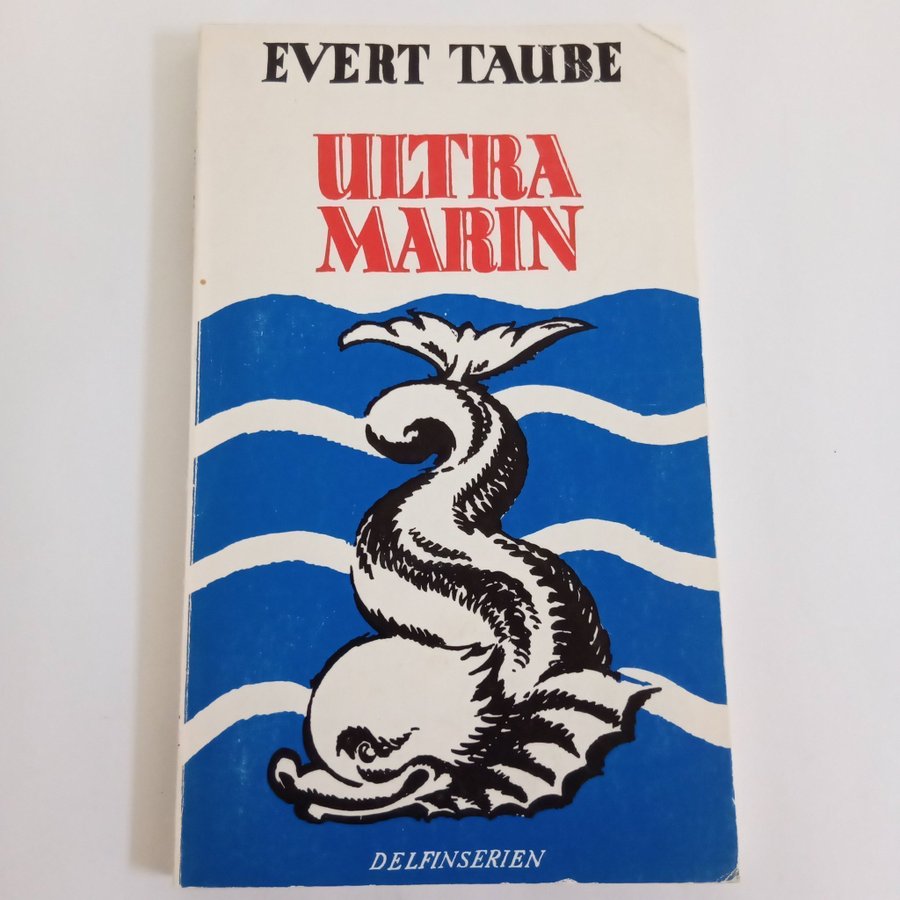 EVERT TAUBE
ULTRA
MARIN
DELFINSERIEN